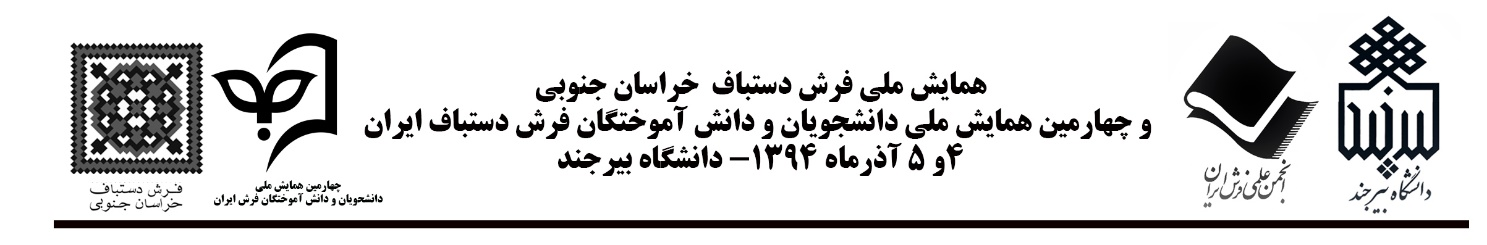 همایش ملی فرش دستباف خراسان جنوبی
و چهارمین همایش ملی دانشجویان و دانش آموختگان فرش دستباف ایران
۴و ۵ آذرماه ۱۳۹۴- دانشگاه بیرجند
دانشگاه بیرجند
انجمن علمی فرش ایران
چهارمین همایش ملی
دانشجویان و دانش آموختگان فرش ایران
فرش دستباف
خراسان جنوبی